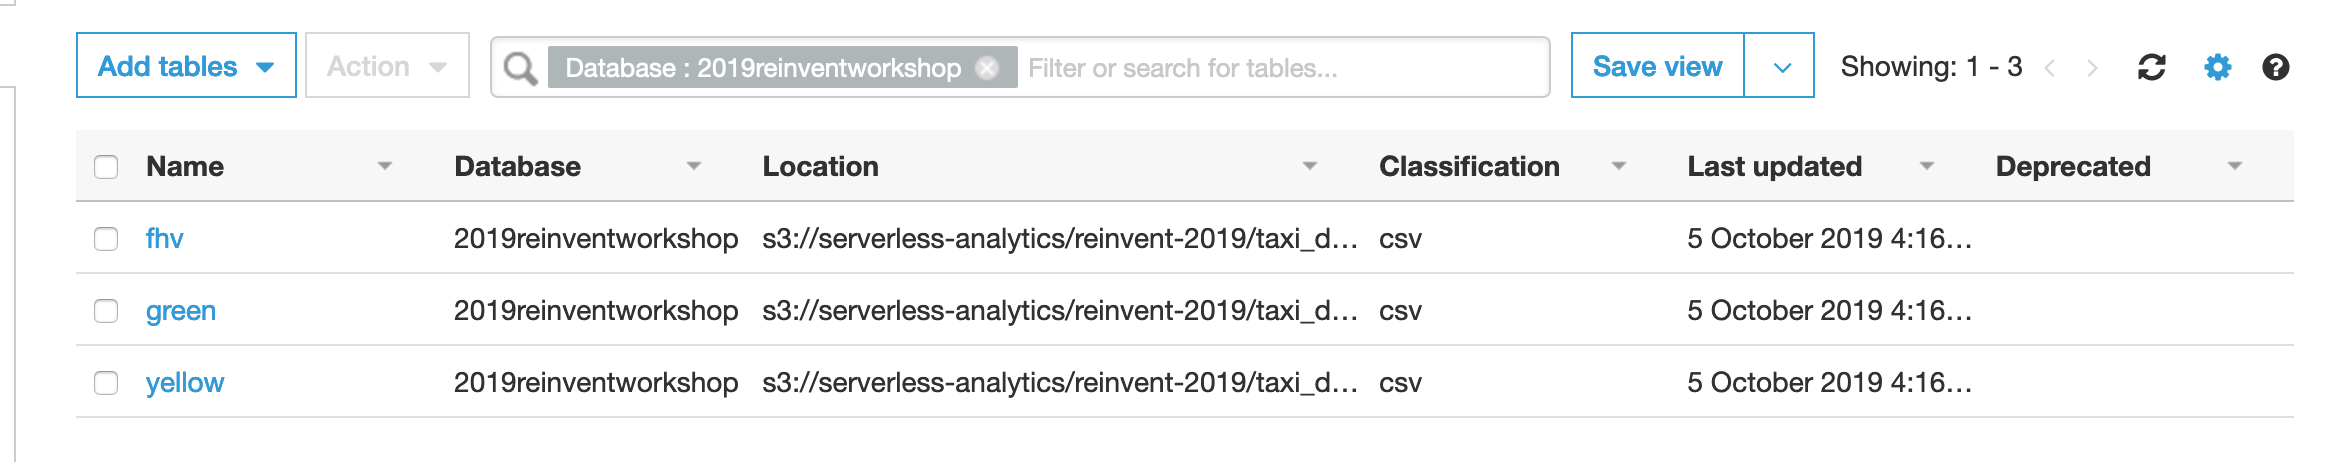 Add tables Action Database : 2019reinventworkshop Filter or search for tables... Save view Showing: 1 - 3
Name Database Location Classification Last updated Deprecated
fhv 2019reinventworkshop s3://serverless-analytics/reinvent-2019/taxi_d... csv 5 October 2019 4:16...
green 2019reinventworkshop s3://serverless-analytics/reinvent-2019/taxi_d... csv 5 October 2019 4:16...
yellow 2019reinventworkshop s3://serverless-analytics/reinvent-2019/taxi_d... csv 5 October 2019 4:16...